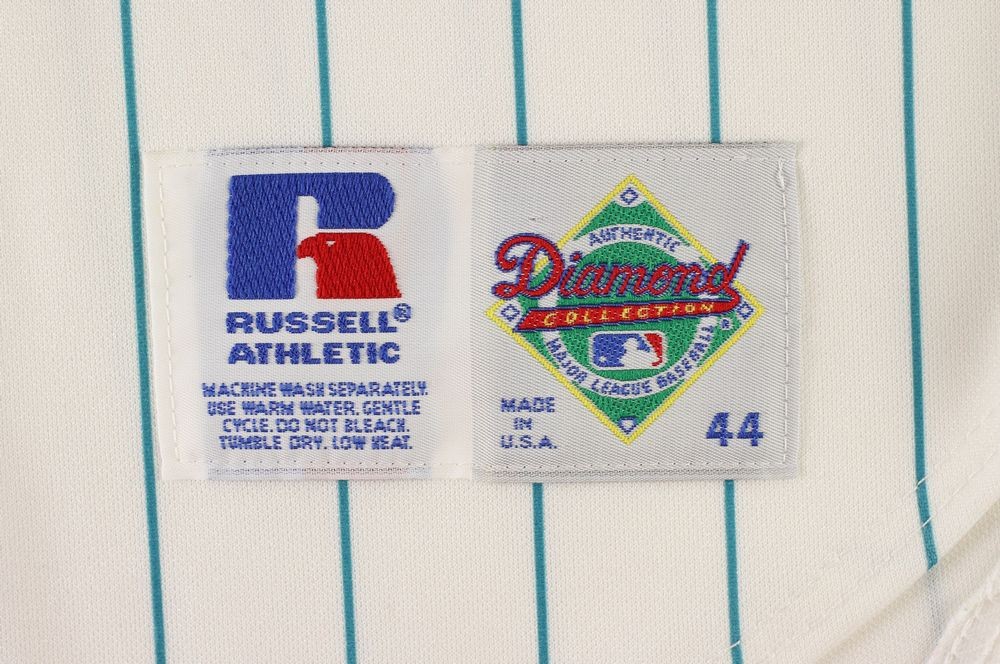 RUSSELL®
ATHLETIC
MACHINE WASH SEPARATELY.
USE WARM WATER. GENTLE
CYCLE. DO NOT BLEACH.
TUMBLE DRY. LOW HEAT.
AUTHENTIC
Diamond
COLLECTION
MAJOR LEAGUE BASEBALL®
MADE
IN
U.S.A.
44